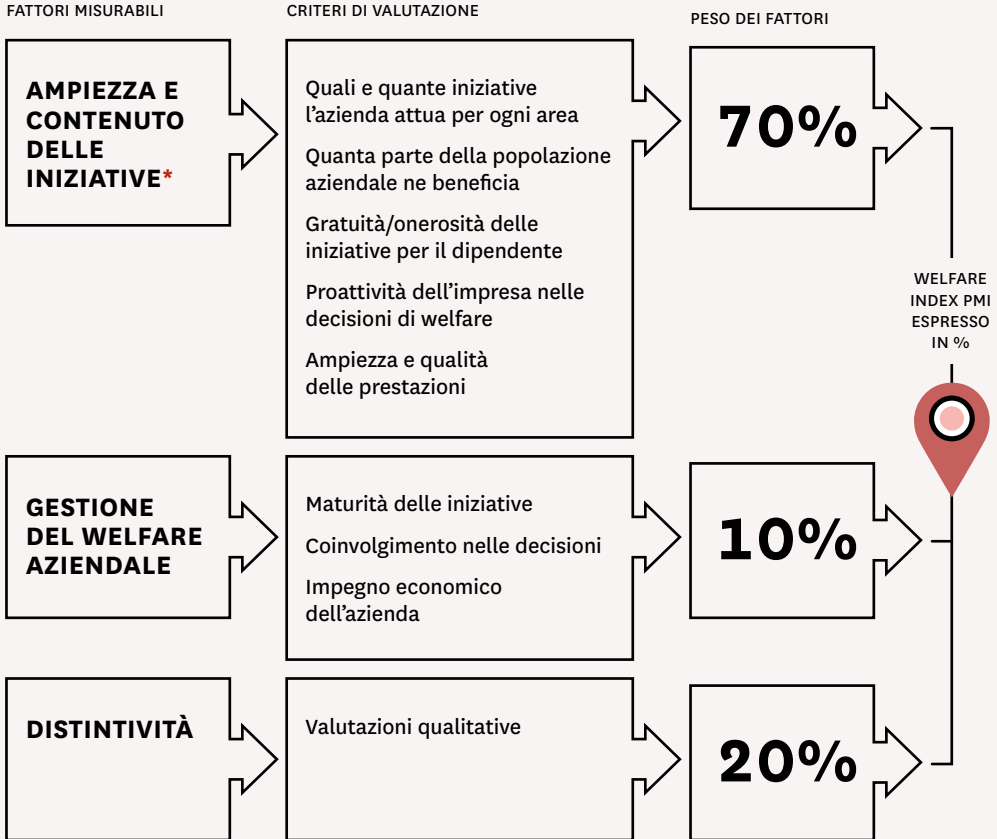 FATTORI MISURABILI
CRITERI DI VALUTAZIONE
PESO DEI FATTORI
AMPIEZZA E
CONTENUTO
DELLE
INIZIATIVE*
Quali e quante iniziative
l’azienda attua per ogni area
Quanta parte della popolazione
aziendale ne beneficia
Gratuità/onerosità delle
iniziative per il dipendente
Proattività dell’impresa nelle
decisioni di welfare
Ampiezza e qualità
delle prestazioni
70%
WELFARE
INDEX PMI
ESPRESSO
IN %
GESTIONE
DEL WELFARE
AZIENDALE
Maturità delle iniziative
Coinvolgimento nelle decisioni
Impegno economico
dell’azienda
10%
DISTINTIVITÀ
Valutazioni qualitative
20%